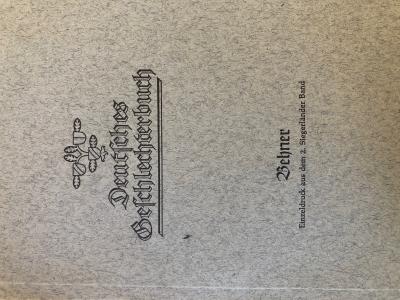 Deutsches
Geschlechterbuch
Behner
Einzeldruck aus dem 2. Siegerländer Band